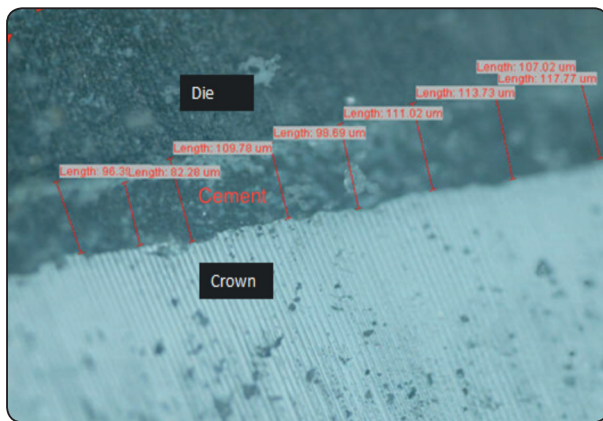 Die
Length: 107.02 um
Length: 117.77 um
Length: 113.73 um
Length: 111.02 um
Length: 98.69 um
Length: 109.78 um
Length: 82.28 um
Length:
Cement
Crown